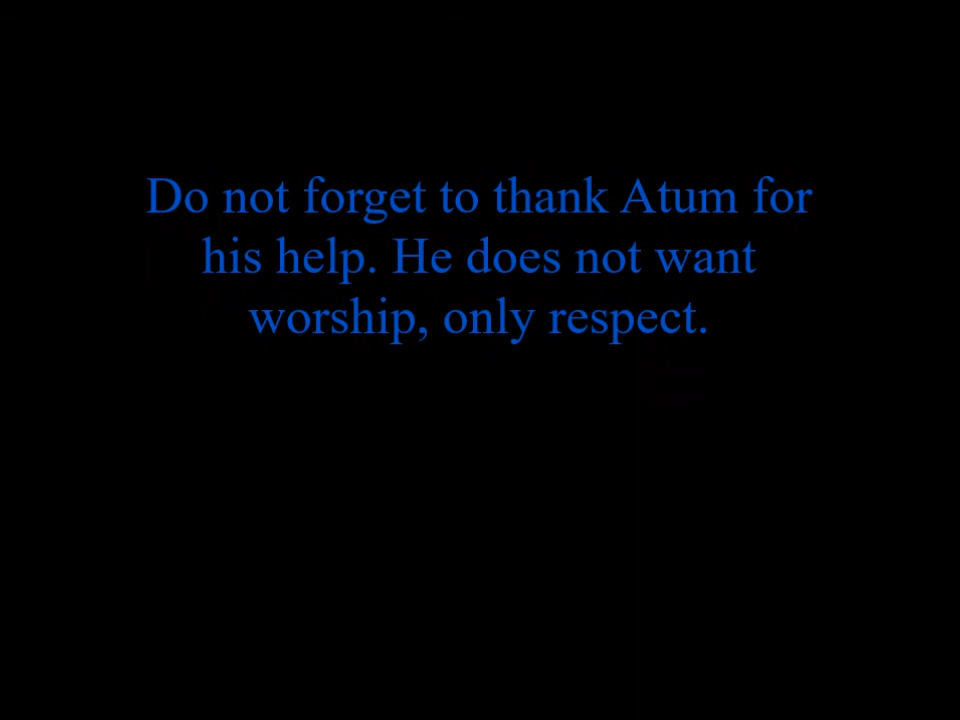 Do not forget to thank Atum for
his help. He does not want
worship, only respect.